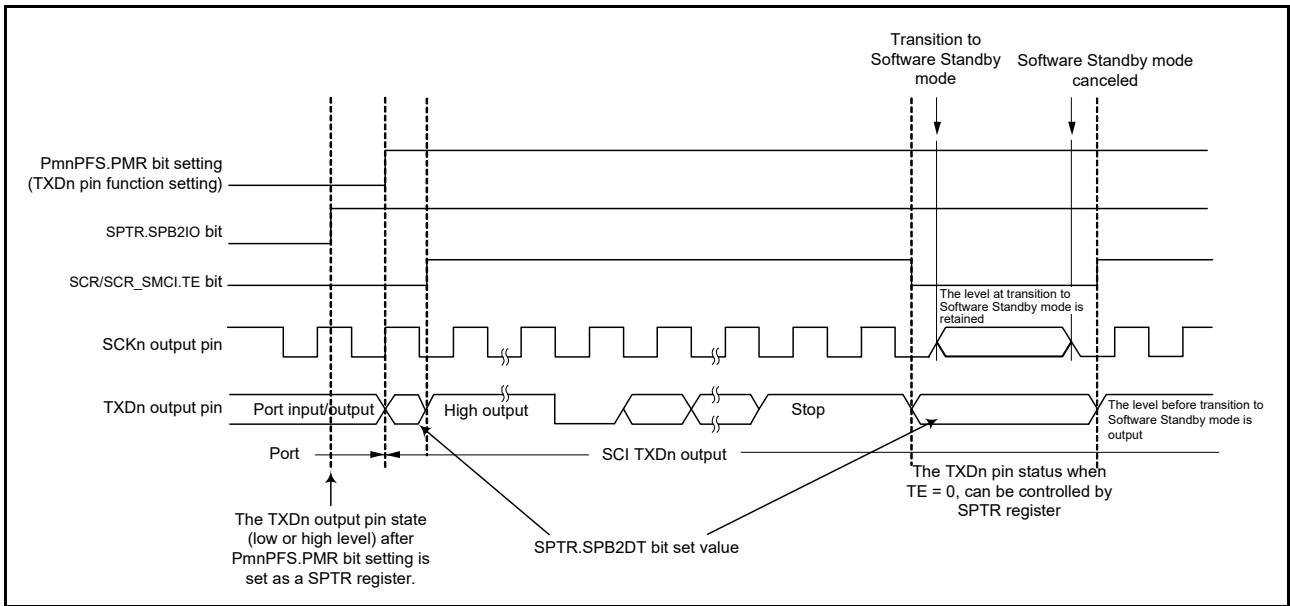 Transition to
Software Standby
mode
Software Standby mode
canceled
PmnPFS.PMR bit setting
(TXDn pin function setting)
SPTR.SPB2IO bit
SCR/SCR_SMCI.TE bit
The level at transition to
Software Standby mode is
retained
SCKn output pin
TXDn output pin
Port input/output
High output
Stop
The level before transition to
Software Standby mode is
output
Port
SCI TXDn output
The TXDn pin status when
TE = 0, can be controlled by
SPTR register
The TXDn output pin state
(low or high level) after
PmnPFS.PMR bit setting is
set as a SPTR register.
SPTR.SPB2DT bit set value